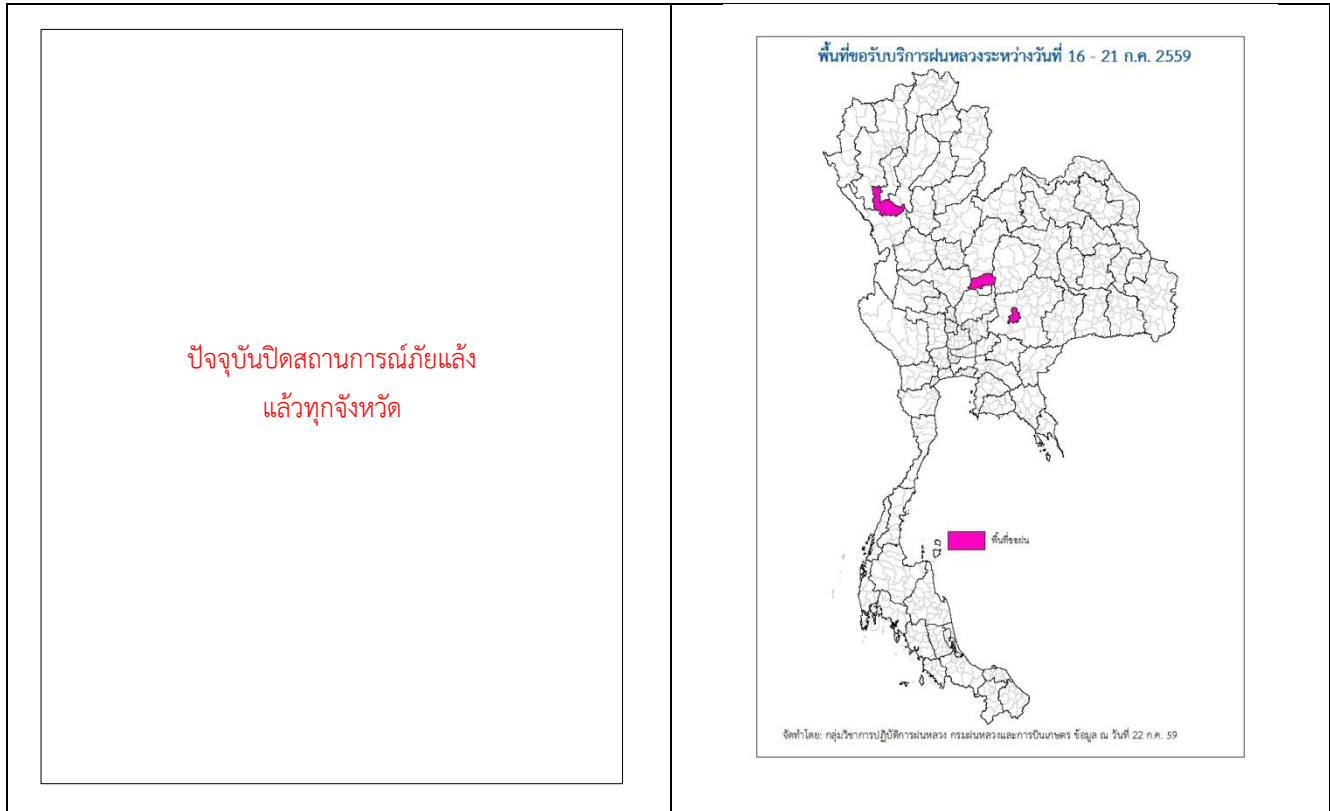 ปัจจุบันปิดสถานการณ์ภัยแล้ง
แล้วทุกจังหวัด
พื้นที่ขอรับบริการฝนหลวงระหว่างวันที่ 16 - 21 ก.ค. 2559
พื้นที่ขอฝน
จัดทำโดย: กลุ่มวิชาการปฏิบัติการฝนหลวง กรมฝนหลวงและการบินเกษตร ข้อมูล ณ วันที่ 22 ก.ค. 59